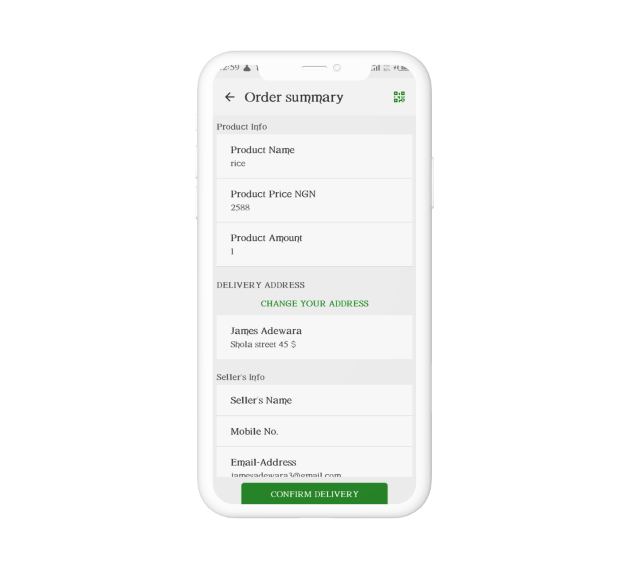 :59
Order summary
Product Info
Product Name
rice
Product Price NGN
2588
Product Amount
1
DELIVERY ADDRESS
CHANGE YOUR ADDRESS
James Adewara
Shola street 45 $
Seller's Info
Seller's Name
Mobile No.
Email-Address
jamesadewara3@gmail.com
CONFIRM DELIVERY